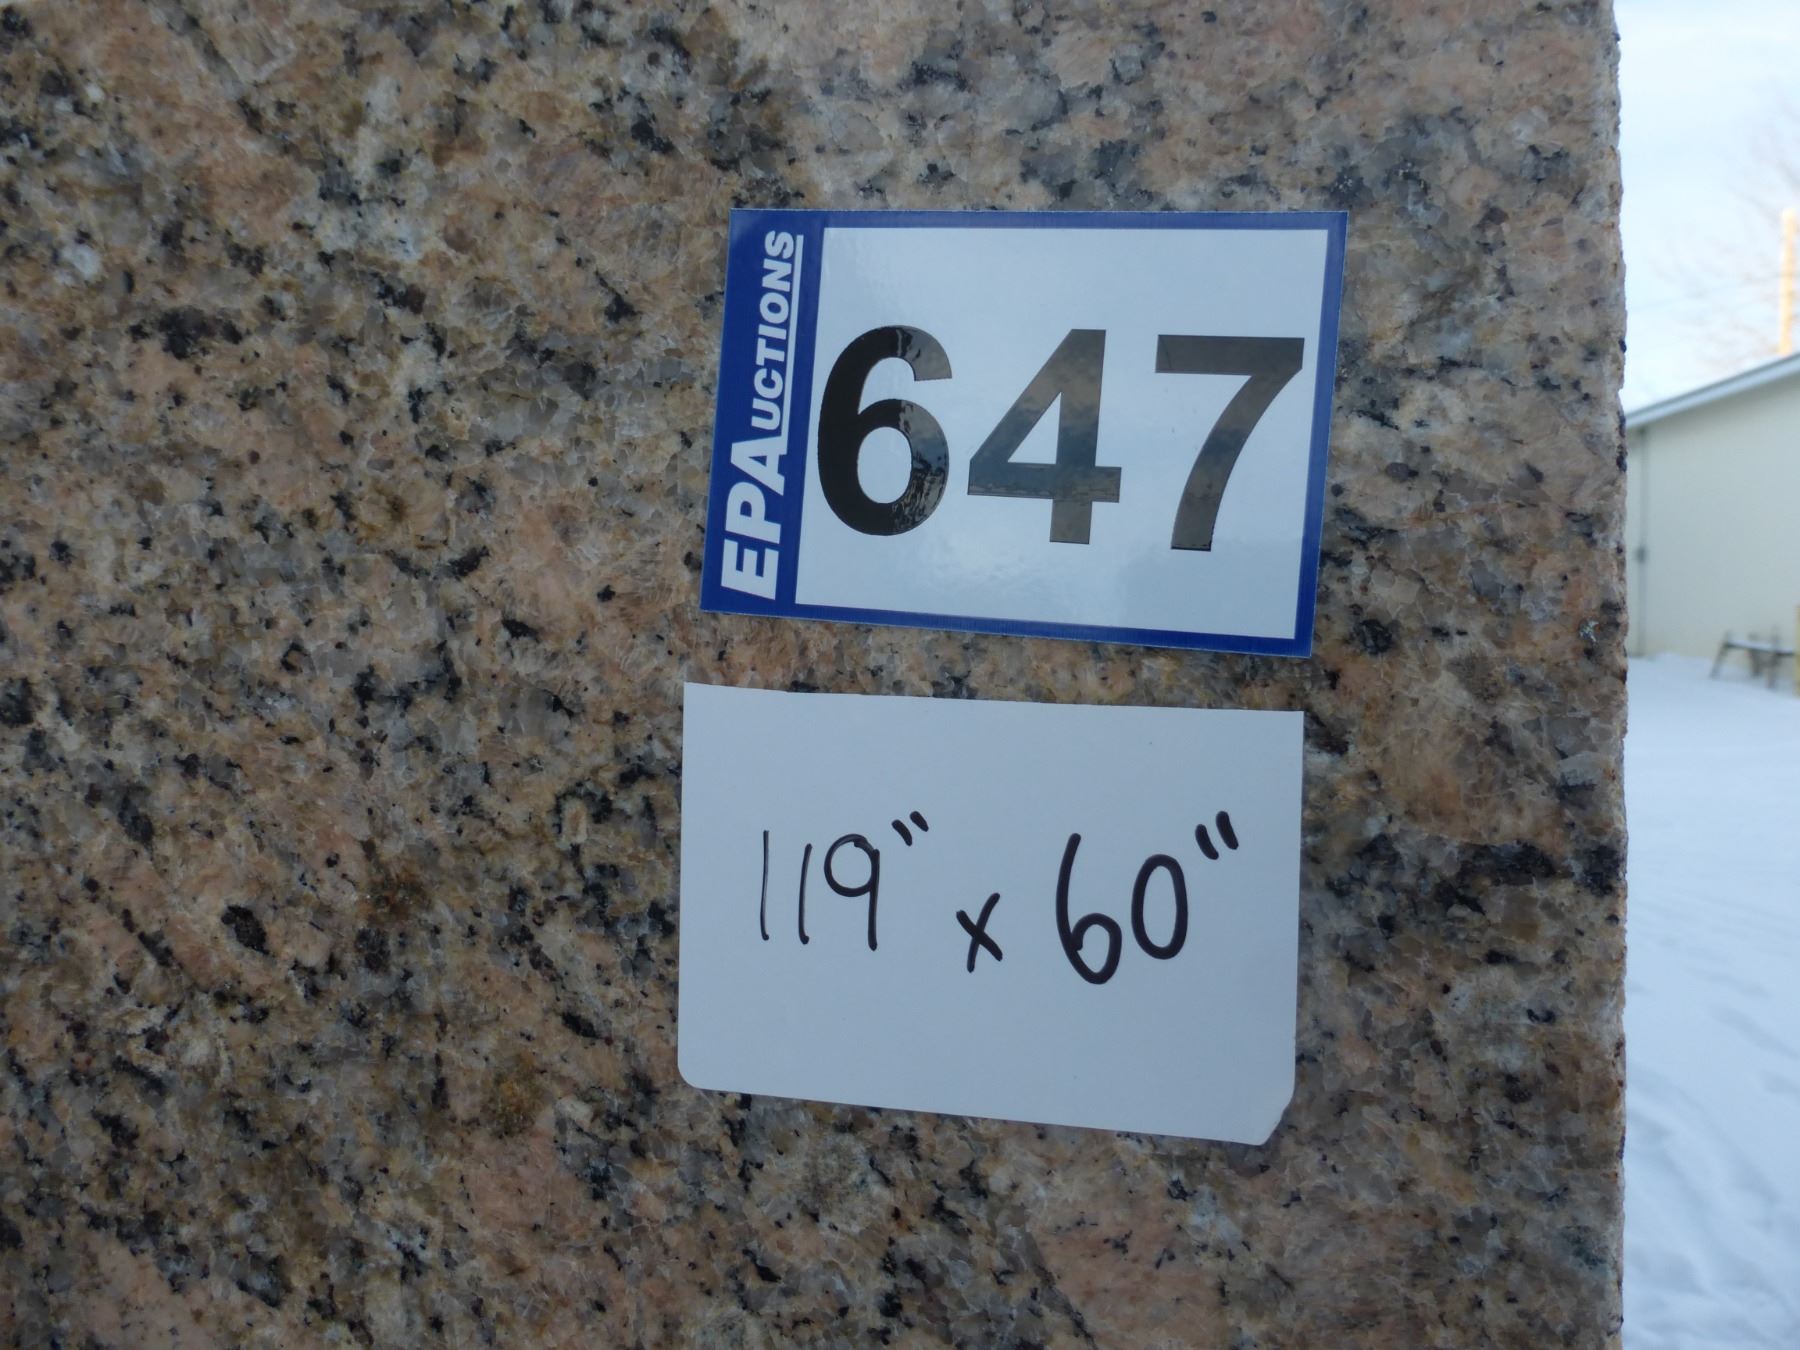 EPAUCTIONS
647
119" x 60"